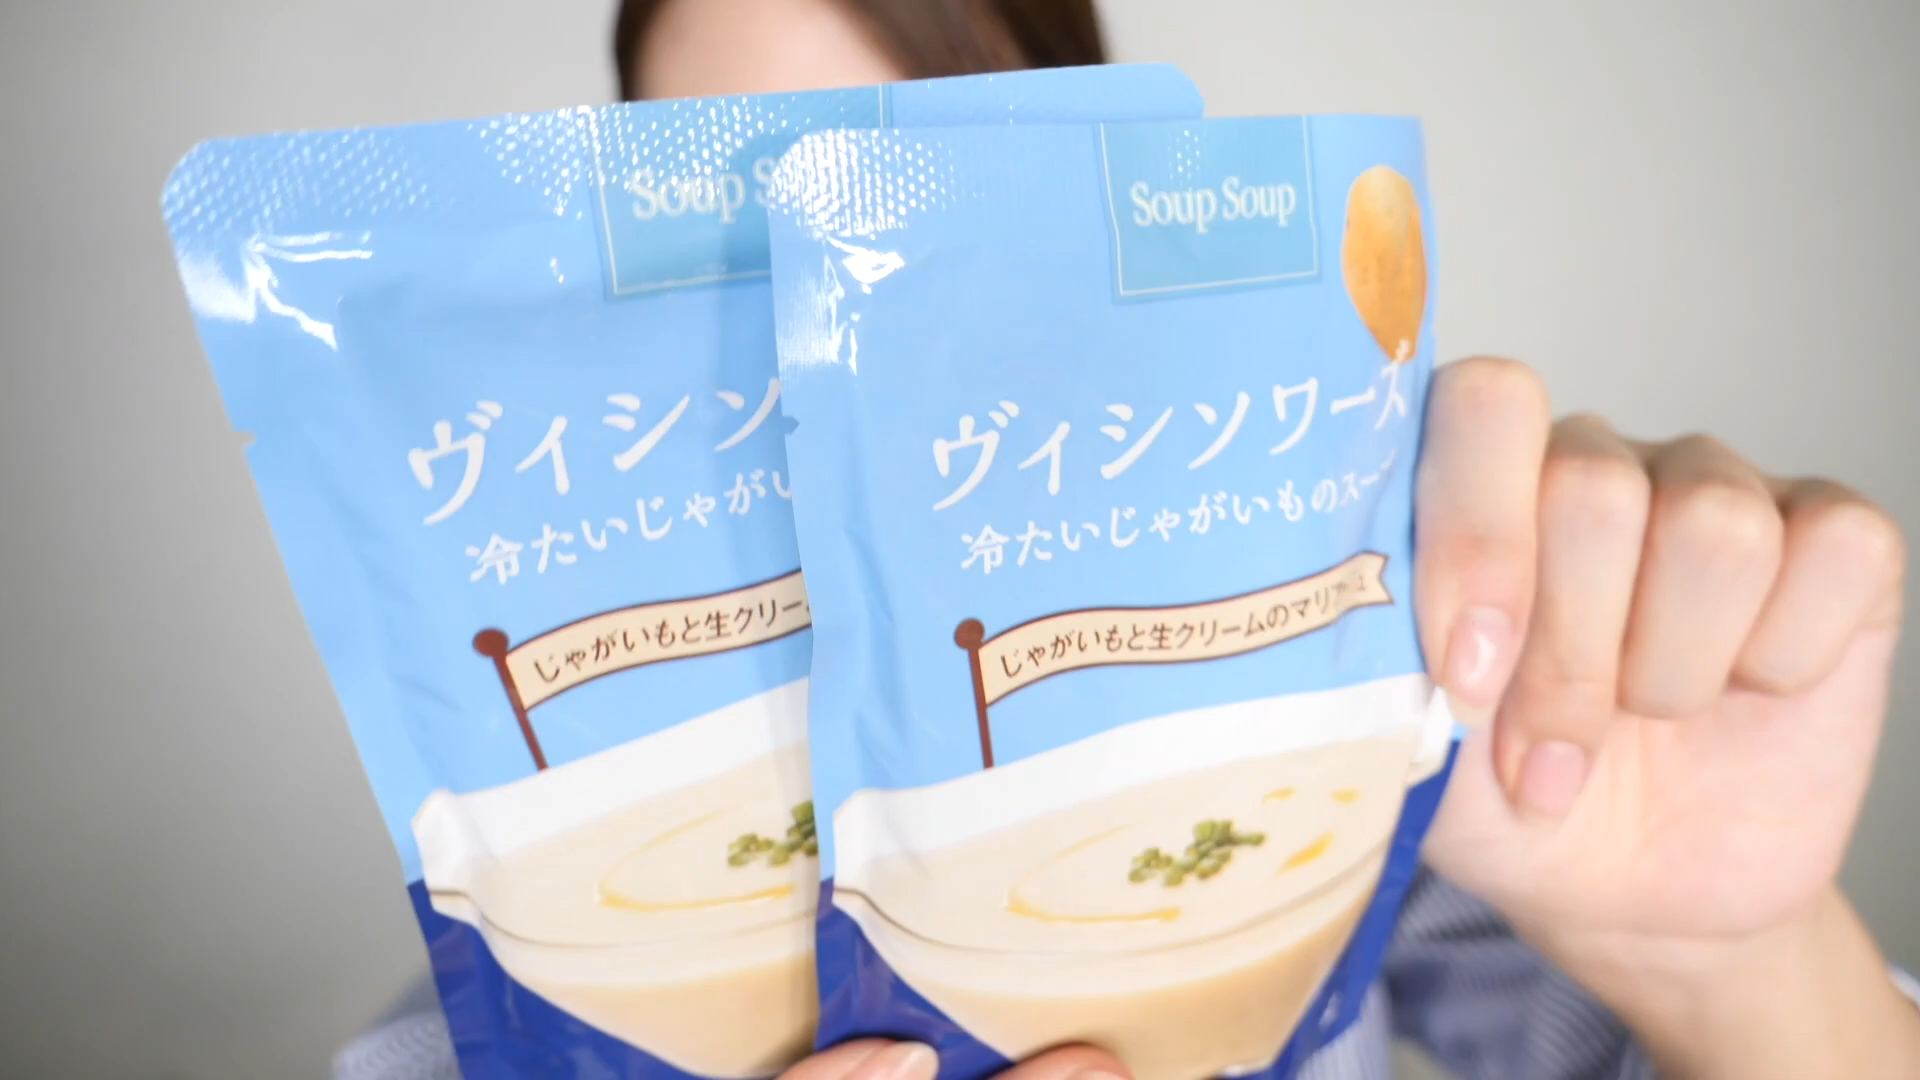 Soup
ヴィシソ
冷たいじゃがい
じゃがいもと生クリー
Soup Soup
ヴィシソワーズ
冷たいじゃがいものスープ
じゃがいもと生クリームのマリアージュ